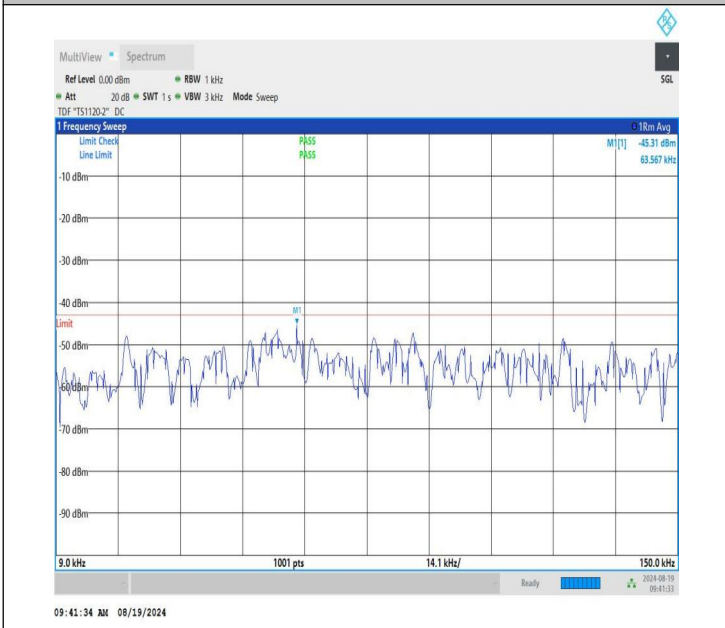 R&S
MultiView Spectrum
Ref Level 0.00 dBm RBW 1 kHz SGL
Att 20 dB SWT 1 s VBW 3 kHz Mode Sweep
TDF "TS1120-2" DC
1 Frequency Sweep 1Rm Avg
Limit Check PASS M1[1] -45.31 dBm
Line Limit PASS 63.567 kHz
-10 dBm
-20 dBm
-30 dBm
-40 dBm
M1
Limit
-50 dBm
-60 dBm
-70 dBm
-80 dBm
-90 dBm
9.0 kHz 1001 pts 14.1 kHz/ 150.0 kHz
Ready 2024-08-19
09:41:33
09:41:34 AM 08/19/2024